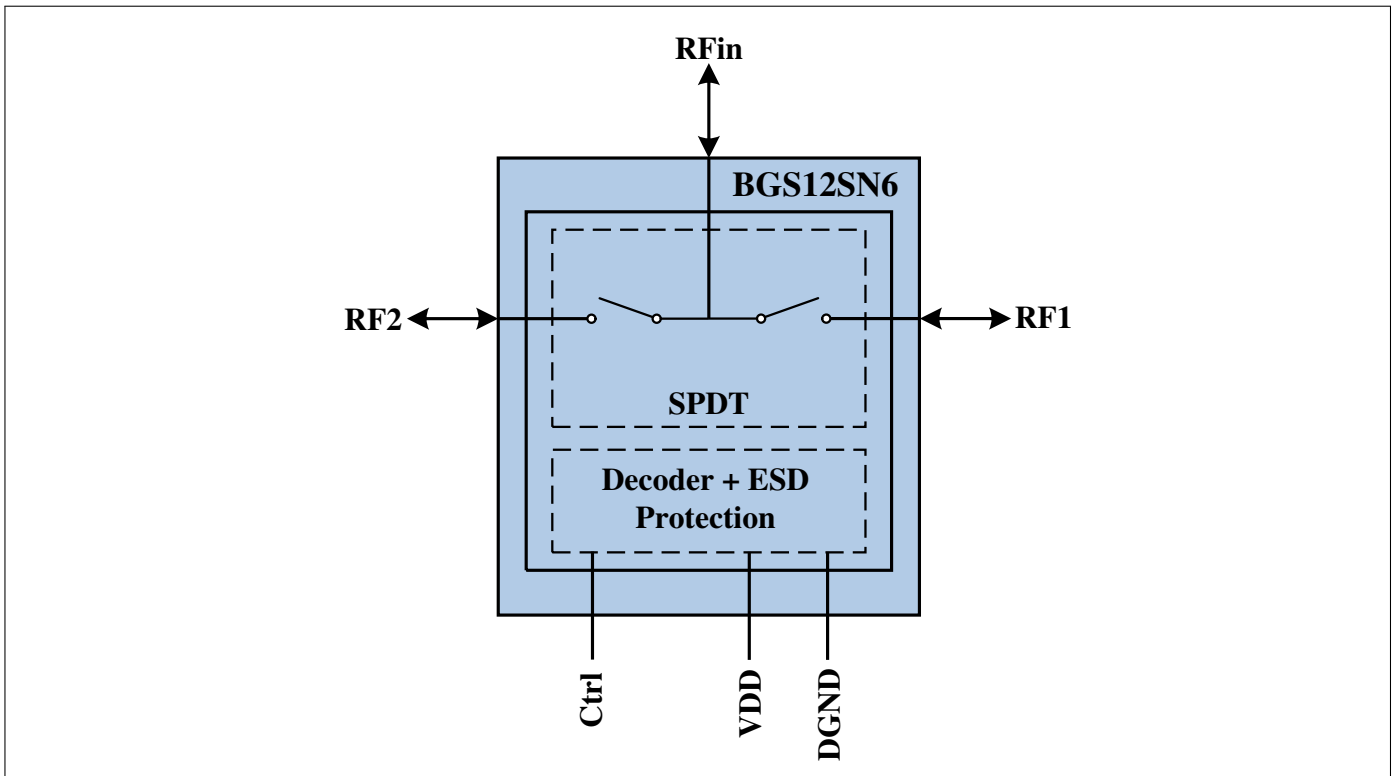 RFin
BGS12SN6
RF2
RF1
SPDT
Decoder + ESD
Protection
Ctrl
VDD
DGND